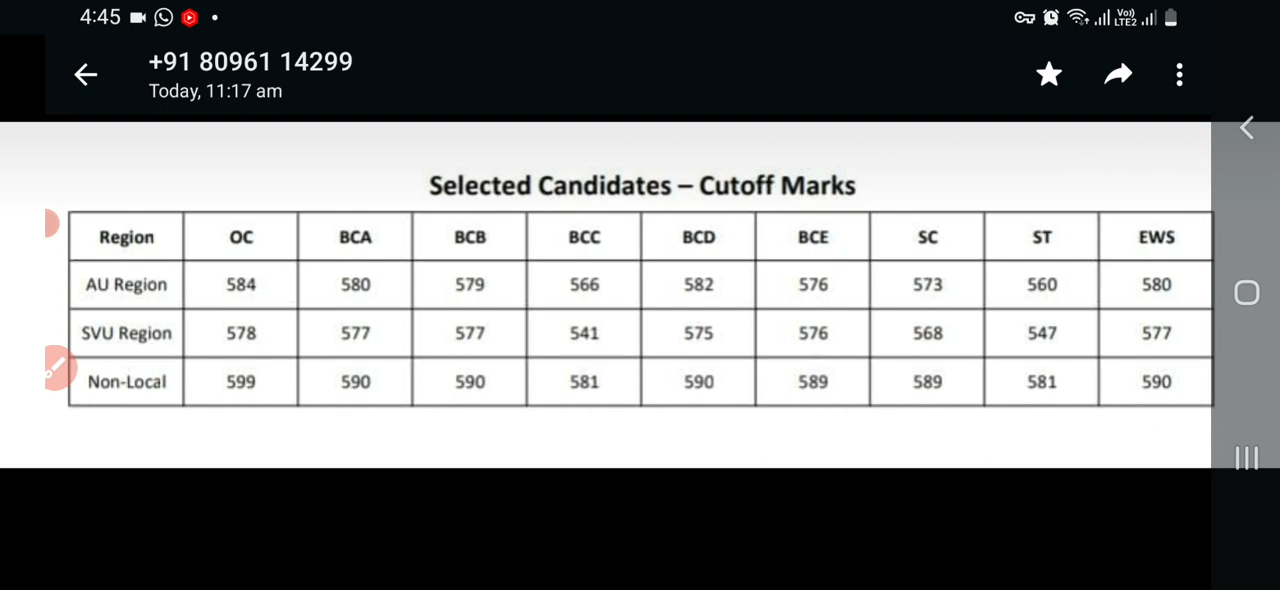 4:45
Vo))
LTE2
+91 80961 14299
Today, 11:17 am
Selected Candidates – Cutoff Marks
Region OC BCA BCB BCC BCD BCE SC ST EWS
AU Region 584 580 579 566 582 576 573 560 580
SVU Region 578 577 577 541 575 576 568 547 577
Non-Local 599 590 590 581 590 589 589 581 590